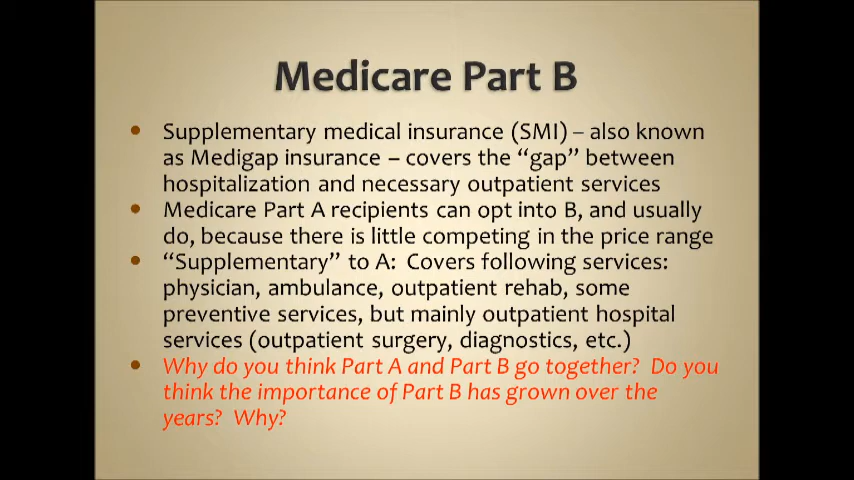 Medicare Part B
• Supplementary medical insurance (SMI) – also known
as Medigap insurance – covers the “gap” between
hospitalization and necessary outpatient services
• Medicare Part A recipients can opt into B, and usually
do, because there is little competing in the price range
• “Supplementary” to A: Covers following services:
physician, ambulance, outpatient rehab, some
preventive services, but mainly outpatient hospital
services (outpatient surgery, diagnostics, etc.)
• Why do you think Part A and Part B go together? Do you
think the importance of Part B has grown over the
years? Why?